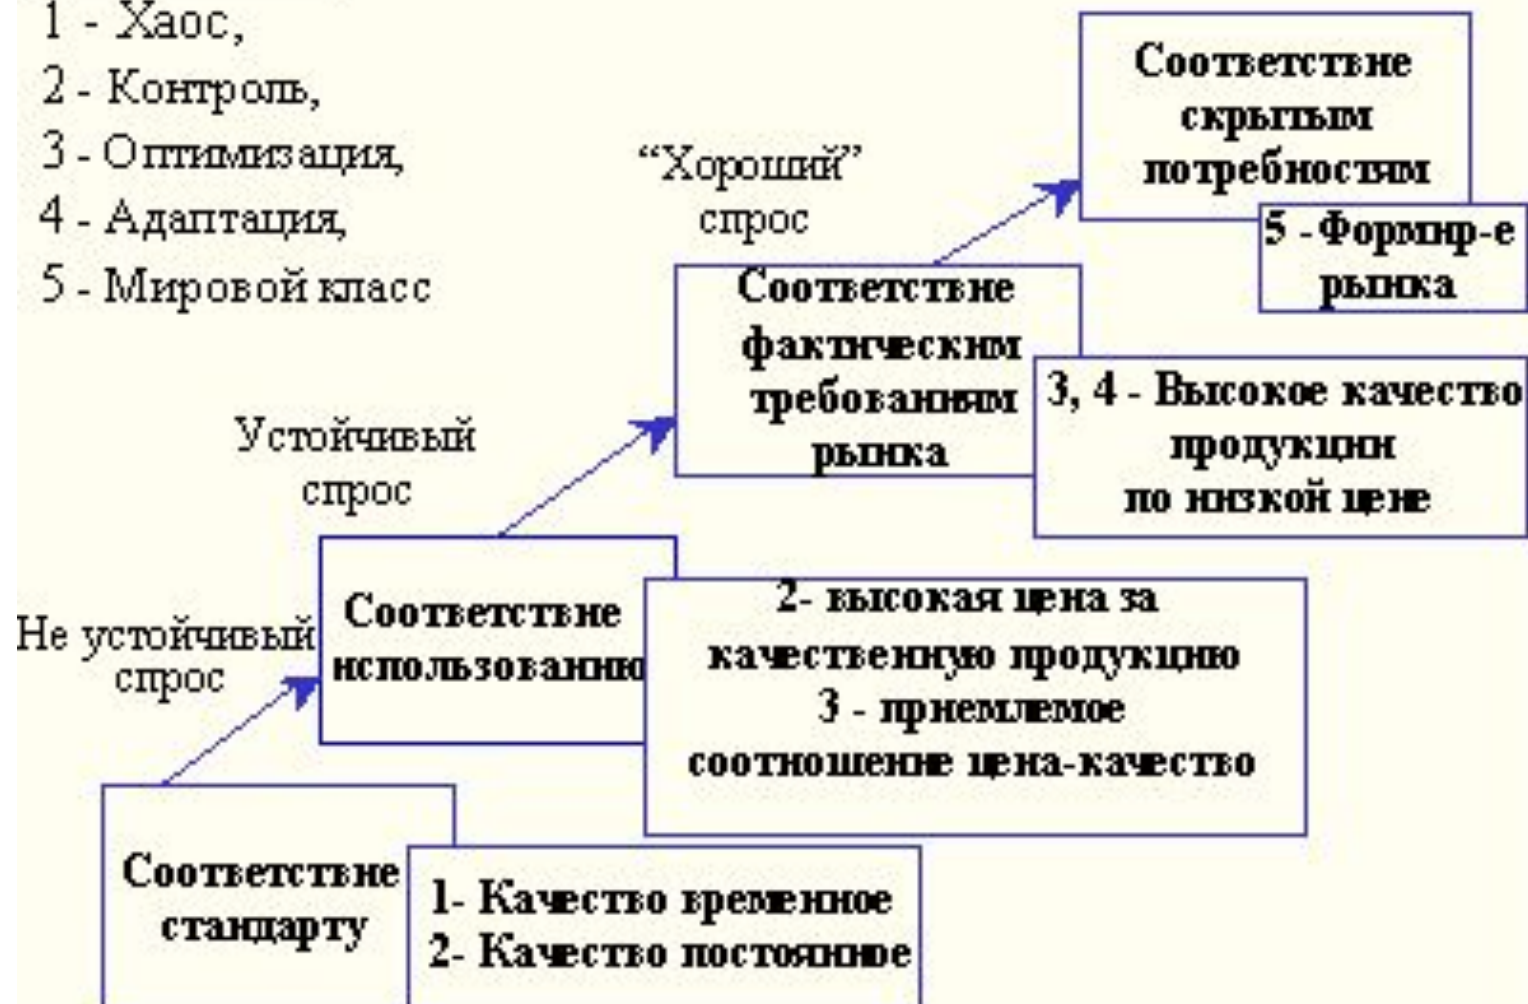 1 - Хаос,
2 - Контроль,
3 - Оптимизация,
4 - Адаптация,
5 - Мировой класс
Соответствие
скрытым
потребностям
5 -Формир-е
рынка
“Хороший”
спрос
Соответствие
фактическим
требованиям
рынка
3, 4 - Высокое качество
продукции
по низкой цене
Устойчивый
спрос
Соответствие
использованию
2- высокая цена за
качественную продукцию
3 - приемлемое
соотношение цена-качество
Не устойчивый
спрос
Соответствие
стандарту
1- Качество временное
2- Качество постоянное